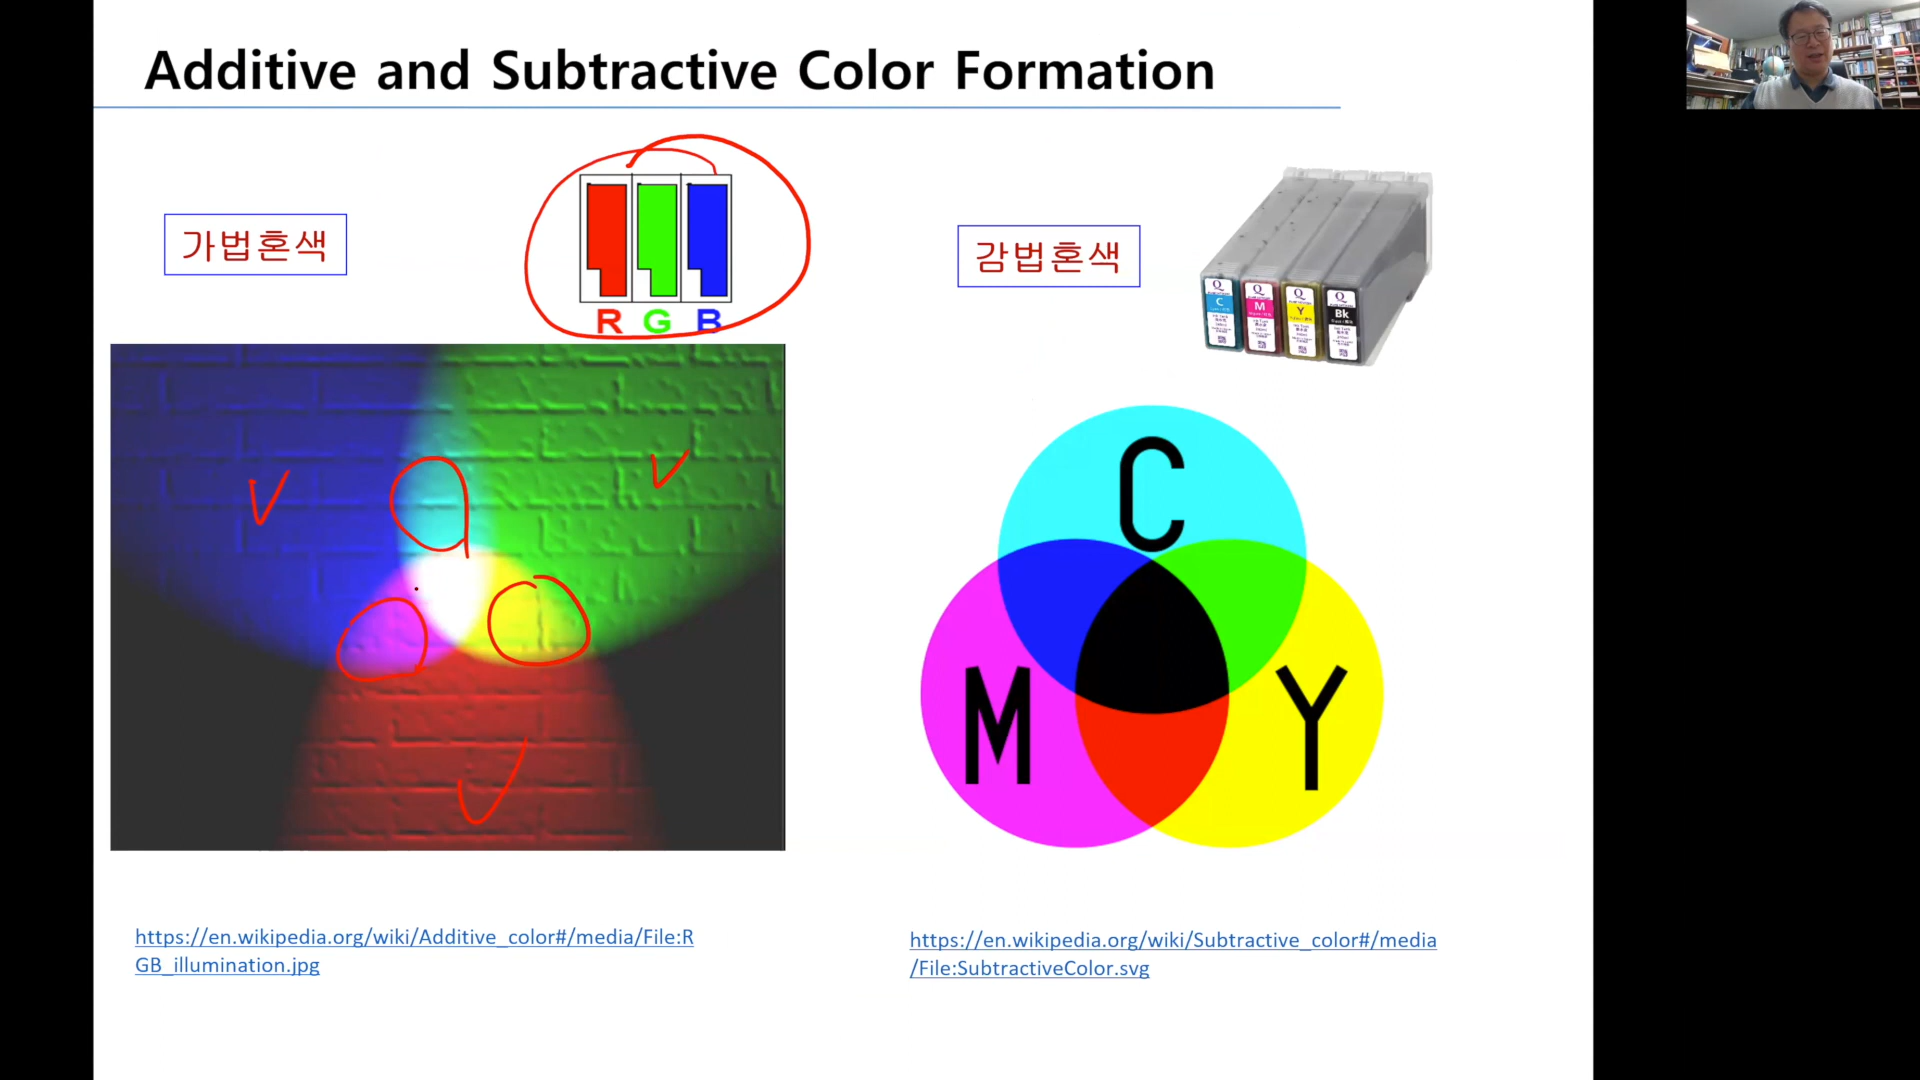 Additive and Subtractive Color Formation
가법혼색
R G B
감법혼색
Q Q Q Q
C M Y Bk
C
M
Y
https://en.wikipedia.org/wiki/Additive_color#/media/File:R
GB_illumination.jpg
https://en.wikipedia.org/wiki/Subtractive_color#/media
/File:SubtractiveColor.svg